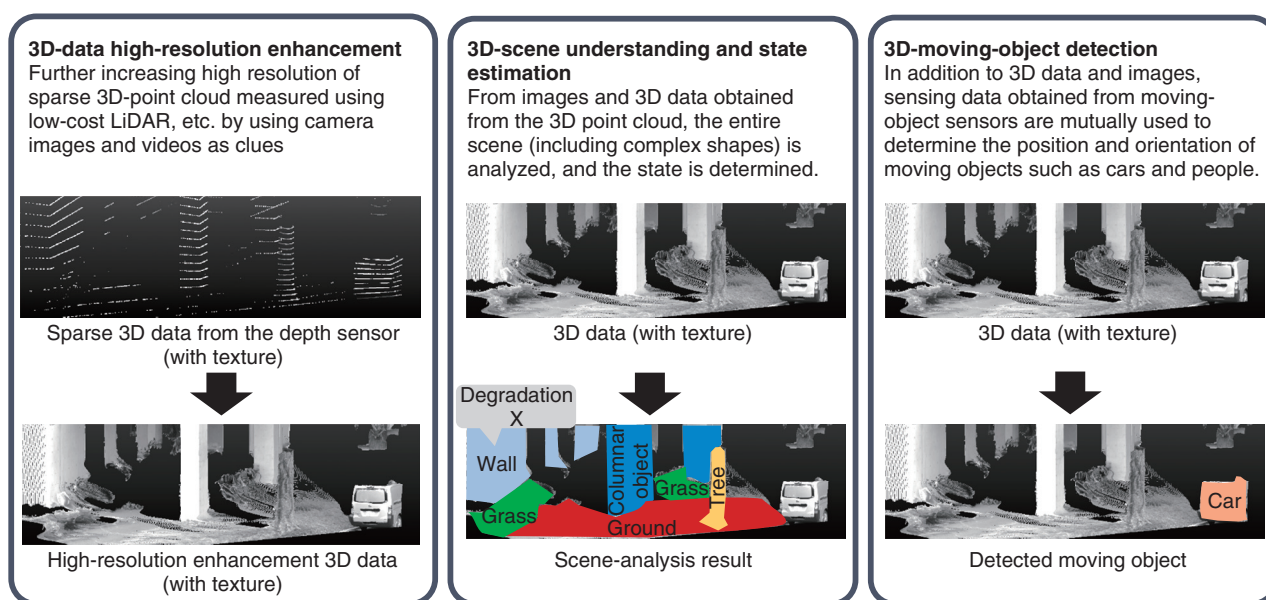 3D-data high-resolution enhancement
Further increasing high resolution of
sparse 3D-point cloud measured using
low-cost LiDAR, etc. by using camera
images and videos as clues
Sparse 3D data from the depth sensor
(with texture)
High-resolution enhancement 3D data
(with texture)
3D-scene understanding and state
estimation
From images and 3D data obtained
from the 3D point cloud, the entire
scene (including complex shapes) is
analyzed, and the state is determined.
3D data (with texture)
Degradation
X
Wall
Columnar
object
Grass
Tree
Grass
Ground
Scene-analysis result
3D-moving-object detection
In addition to 3D data and images,
sensing data obtained from moving-
object sensors are mutually used to
determine the position and orientation of
moving objects such as cars and people.
3D data (with texture)
Car
Detected moving object